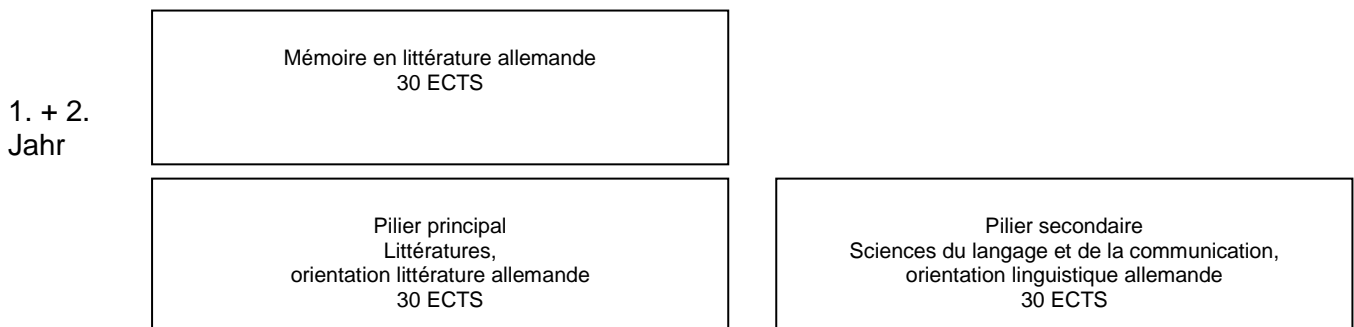 Mémoire en littérature allemande
30 ECTS
1. + 2.
Jahr
Pilier principal
Littératures,
orientation littérature allemande
30 ECTS
Pilier secondaire
Sciences du langage et de la communication,
orientation linguistique allemande
30 ECTS